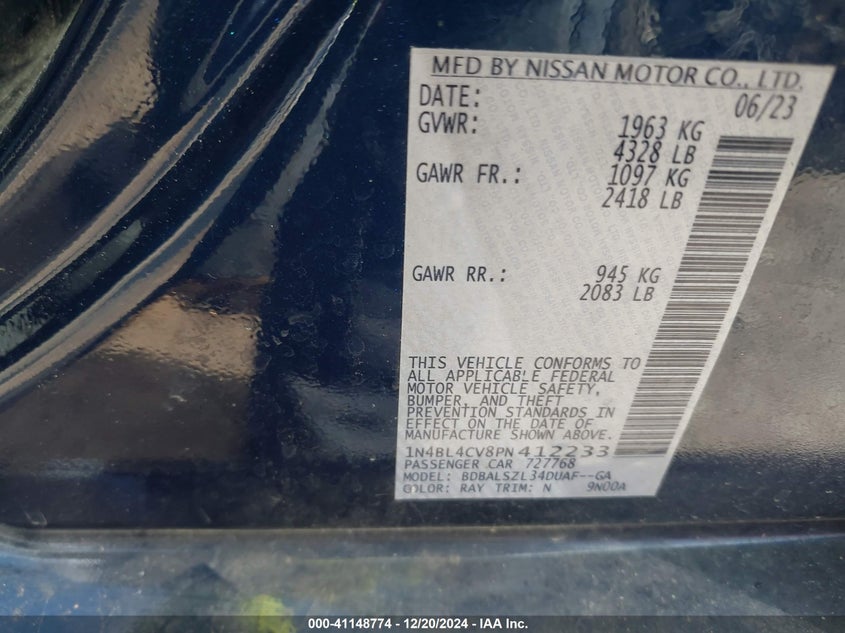 MFD BY NISSAN MOTOR CO., LTD.
DATE: 06/23
GVWR: 1963 KG
4328 LB
GAWR FR.: 1097 KG
2418 LB
GAWR RR.: 945 KG
2083 LB
THIS VEHICLE CONFORMS TO
ALL APPLICABLE FEDERAL
MOTOR VEHICLE SAFETY,
BUMPER, AND THEFT
PREVENTION STANDARDS IN
EFFECT ON THE DATE OF
MANUFACTURE SHOWN ABOVE.
1N4BL4CV8PN412233
PASSENGER CAR 727768
MODEL: BDBALSZL34DUAF--GA
COLOR: RAY TRIM: N 9N00A
000-41148774 - 12/20/2024 - IAA Inc.